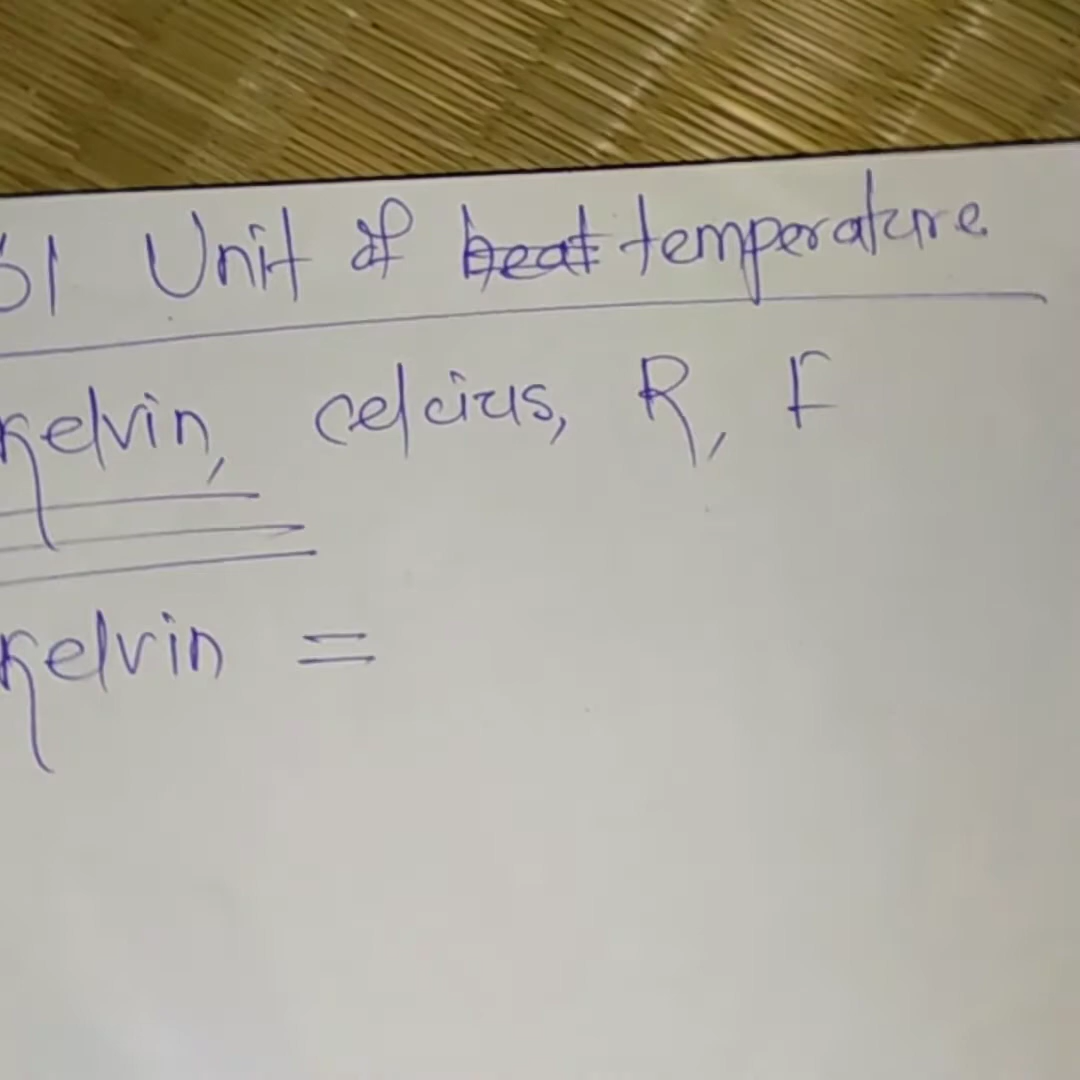 SI Unit of heat temperature
Kelvin, celcius, R, F
Kelvin =